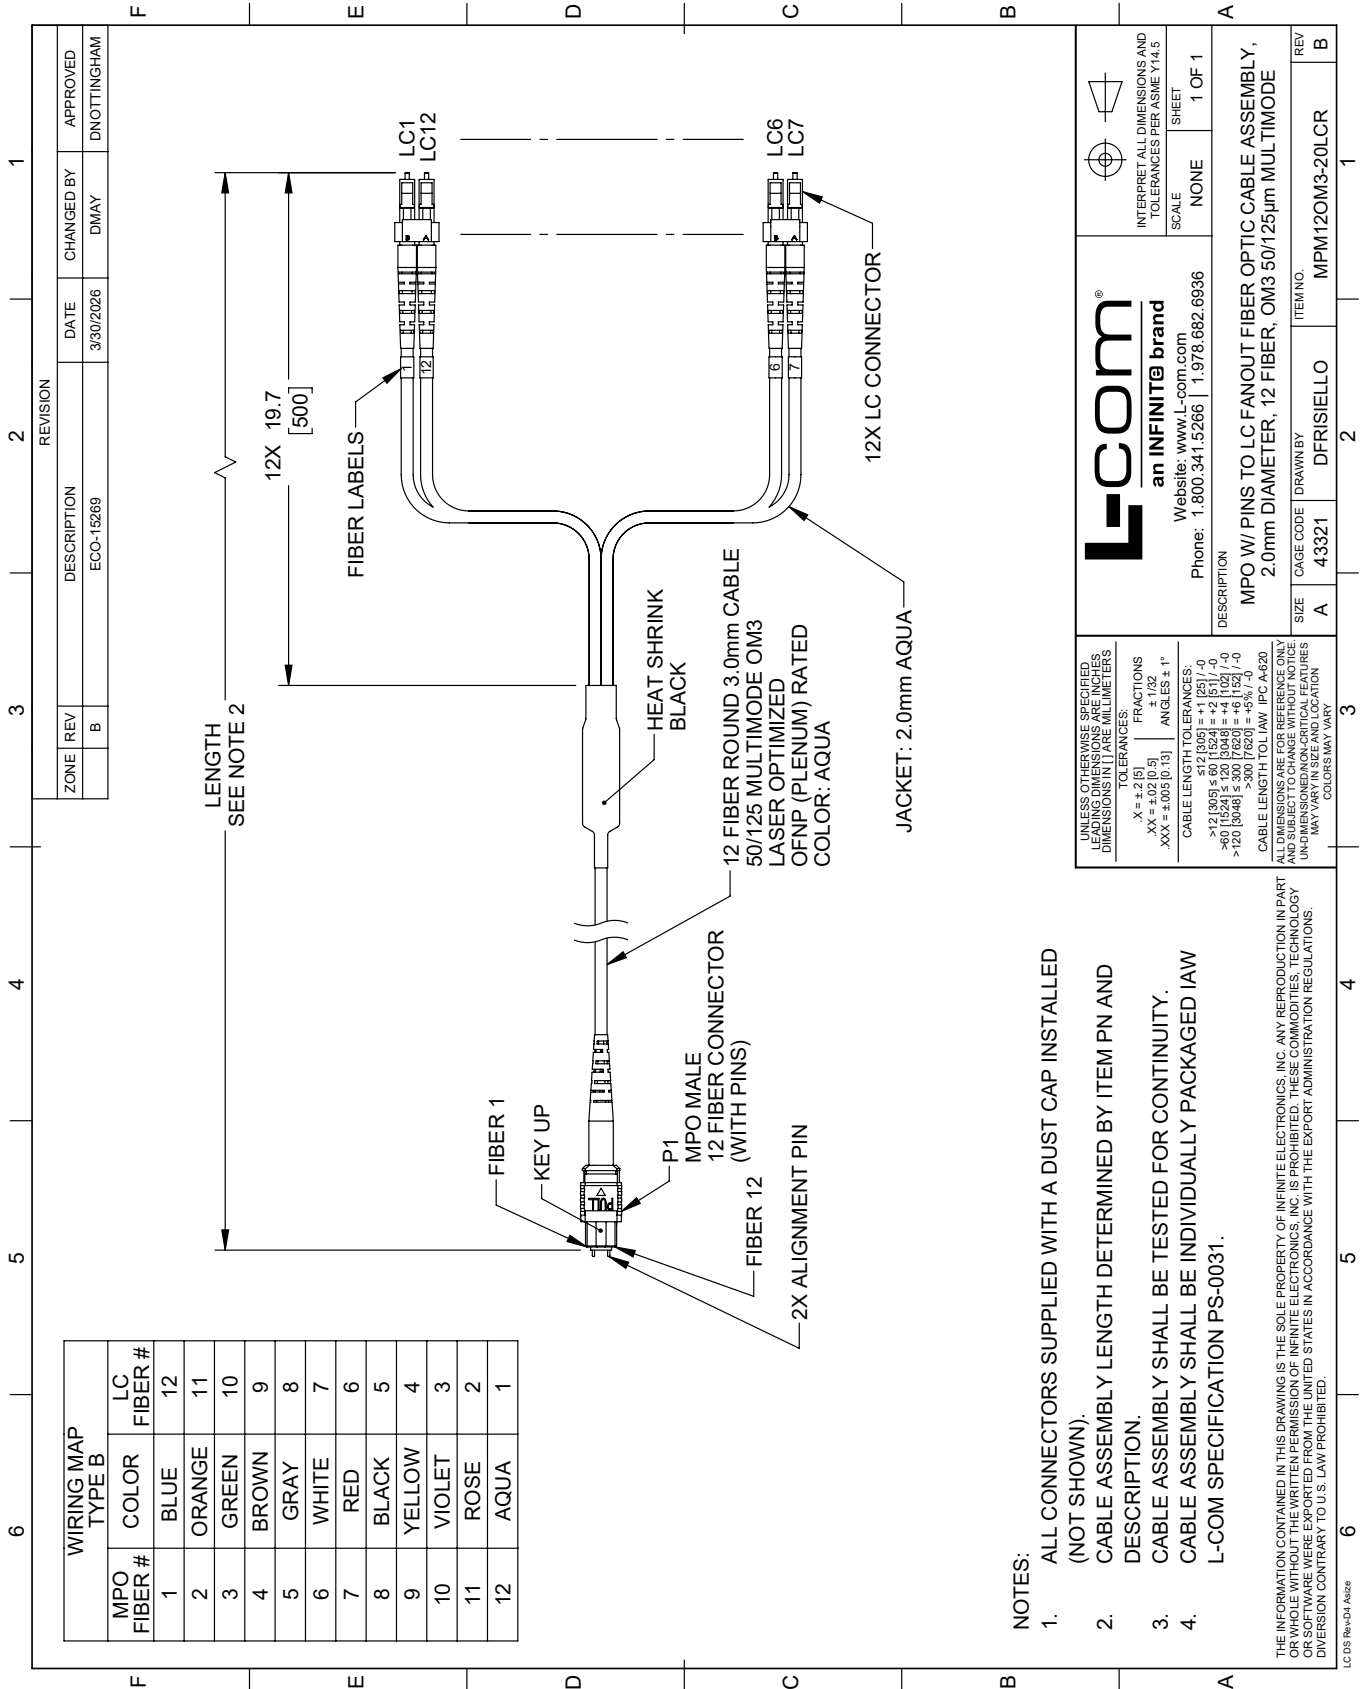 6
5
4
3
2
1
F
E
D
C
B
A
REVISION
ZONE
REV
DESCRIPTION
DATE
CHANGED BY
APPROVED
B
ECO-15269
3/30/2026
DMAY
DNOTTINGHAM
WIRING MAP
TYPE B
MPO FIBER # COLOR LC FIBER #
1 BLUE 12
2 ORANGE 11
3 GREEN 10
4 BROWN 9
5 GRAY 8
6 WHITE 7
7 RED 6
8 BLACK 5
9 YELLOW 4
10 VIOLET 3
11 ROSE 2
12 AQUA 1
LENGTH
SEE NOTE 2
12X 19.7
[500]
FIBER LABELS
1
12
B
A
LC1
LC12
FIBER 1
KEY UP
PULL
P1
MPO MALE
12 FIBER CONNECTOR
(WITH PINS)
FIBER 12
2X ALIGNMENT PIN
HEAT SHRINK
BLACK
12 FIBER ROUND 3.0mm CABLE
50/125 MULTIMODE OM3
LASER OPTIMIZED
OFNP (PLENUM) RATED
COLOR: AQUA
6
7
B
A
LC6
LC7
12X LC CONNECTOR
JACKET: 2.0mm AQUA
NOTES:
1. ALL CONNECTORS SUPPLIED WITH A DUST CAP INSTALLED
(NOT SHOWN).
2. CABLE ASSEMBLY LENGTH DETERMINED BY ITEM PN AND
DESCRIPTION.
3. CABLE ASSEMBLY SHALL BE TESTED FOR CONTINUITY.
4. CABLE ASSEMBLY SHALL BE INDIVIDUALLY PACKAGED IAW
L-COM SPECIFICATION PS-0031.
THE INFORMATION CONTAINED IN THIS DRAWING IS THE SOLE PROPERTY OF INFINITE ELECTRONICS, INC. ANY REPRODUCTION IN PART
OR WHOLE WITHOUT THE WRITTEN PERMISSION OF INFINITE ELECTRONICS, INC. IS PROHIBITED. THESE COMMODITIES, TECHNOLOGY
OR SOFTWARE WERE EXPORTED FROM THE UNITED STATES IN ACCORDANCE WITH THE EXPORT ADMINISTRATION REGULATIONS.
DIVERSION CONTRARY TO U.S. LAW PROHIBITED.
UNLESS OTHERWISE SPECIFIED
LEADING DIMENSIONS ARE INCHES
DIMENSIONS IN [ ] ARE MILLIMETERS
TOLERANCES:
.X = ±.2 [5]
.XX = ±.02 [0.5]
.XXX = ±.005 [0.13]
FRACTIONS
± 1/32
ANGLES ± 1°
CABLE LENGTH TOLERANCES:
≤12 [305] = +1 [25] / -0
>12 [305] ≤ 60 [1524] = +2 [51] / -0
>60 [1524] ≤ 120 [3048] = +4 [102] / -0
>120 [3048] ≤ 300 [7620] = +6 [152] / -0
>300 [7620] = +5% / -0
CABLE LENGTH TOL IAW IPC A-620
ALL DIMENSIONS ARE FOR REFERENCE ONLY
AND SUBJECT TO CHANGE WITHOUT NOTICE.
UN-DIMENSIONED/NON-CRITICAL FEATURES
MAY VARY IN SIZE AND LOCATION
COLORS MAY VARY
L-com®
an INFINITE brand
Website: www.L-com.com
Phone: 1.800.341.5266 | 1.978.682.6936
INTERPRET ALL DIMENSIONS AND
TOLERANCES PER ASME Y14.5
SCALE
NONE
SHEET
1 OF 1
DESCRIPTION
MPO W/ PINS TO LC FANOUT FIBER OPTIC CABLE ASSEMBLY,
2.0mm DIAMETER, 12 FIBER, OM3 50/125µm MULTIMODE
SIZE
A
CAGE CODE
43321
DRAWN BY
DFRISIELLO
ITEM NO.
MPM12OM3-20LCR
REV
B
LC DS Rev-D4 Asize
6
5
4
3
2
1
F
E
D
C
B
A